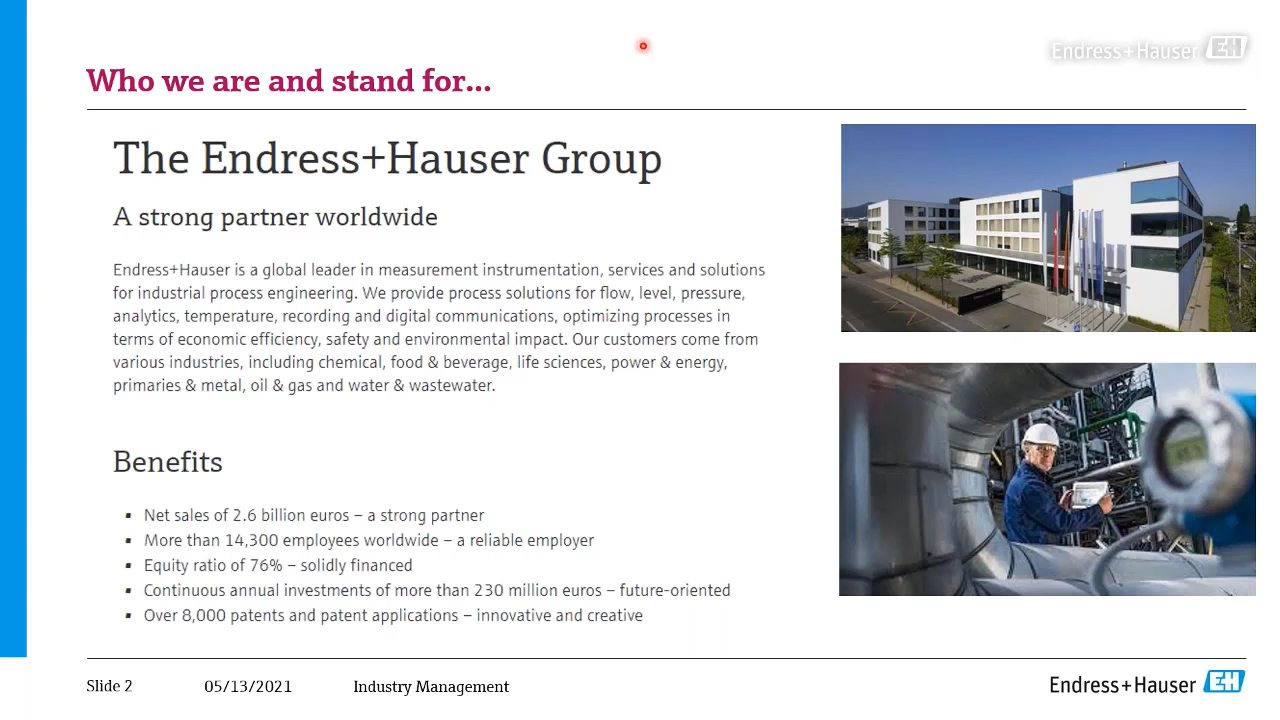 Endress+Hauser EH
Who we are and stand for...
The Endress+Hauser Group
A strong partner worldwide
Endress+Hauser is a global leader in measurement instrumentation, services and solutions
for industrial process engineering. We provide process solutions for flow, level, pressure,
analytics, temperature, recording and digital communications, optimizing processes in
terms of economic efficiency, safety and environmental impact. Our customers come from
various industries, including chemical, food & beverage, life sciences, power & energy,
primaries & metal, oil & gas and water & wastewater.
Benefits
▪ Net sales of 2.6 billion euros – a strong partner
▪ More than 14,300 employees worldwide – a reliable employer
▪ Equity ratio of 76% – solidly financed
▪ Continuous annual investments of more than 230 million euros – future-oriented
▪ Over 8,000 patents and patent applications – innovative and creative
Slide 2 05/13/2021 Industry Management Endress+Hauser EH